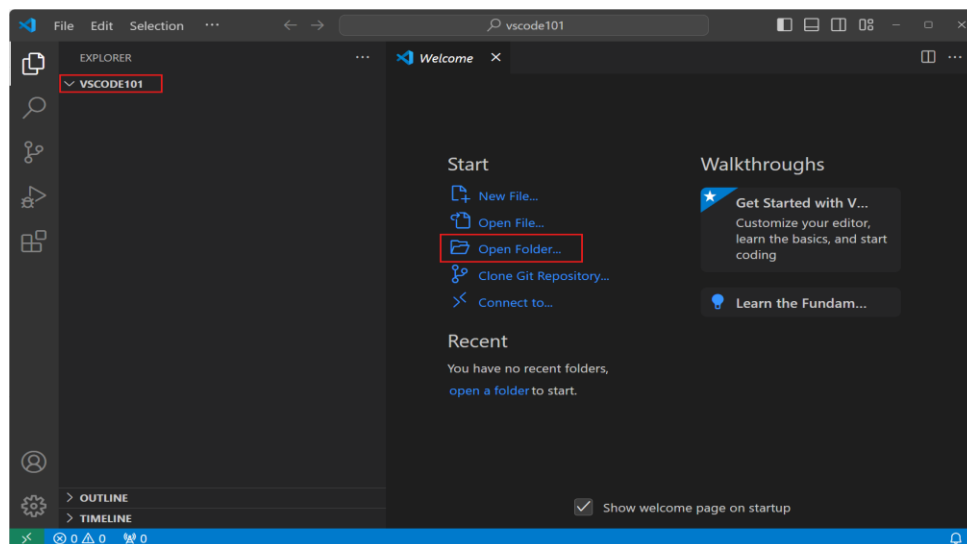 File Edit Selection ··· vscode101
EXPLORER ···
Welcome
VSCODE101
Start
New File...
Open File...
Open Folder...
Clone Git Repository...
Connect to...
Recent
You have no recent folders,
open a folder to start.
Walkthroughs
Get Started with V...
Customize your editor,
learn the basics, and start
coding
Learn the Fundam...
Show welcome page on startup
OUTLINE
TIMELINE
0 0 0